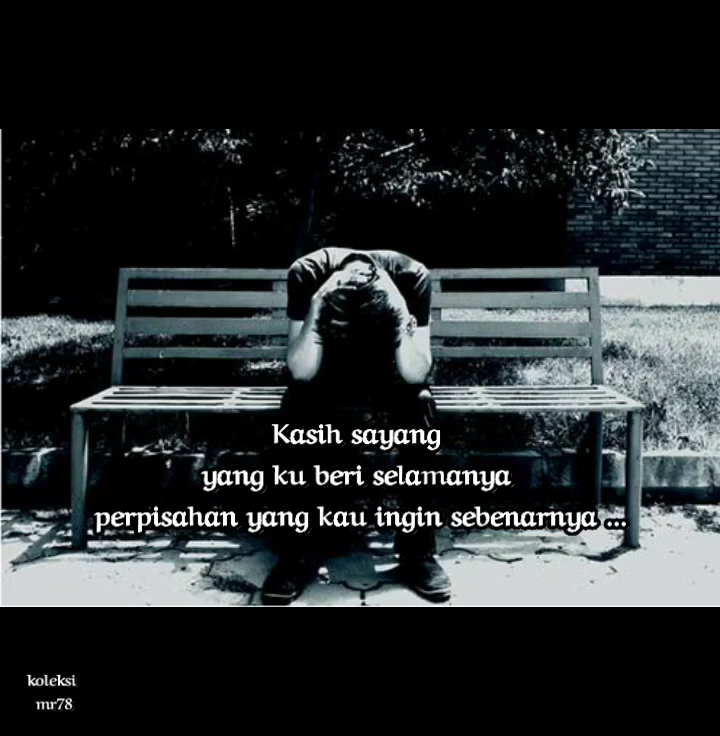 Kasih sayang
yang ku beri selamanya
perpisahan yang kau ingin sebenarnya ...
koleksi
mr78